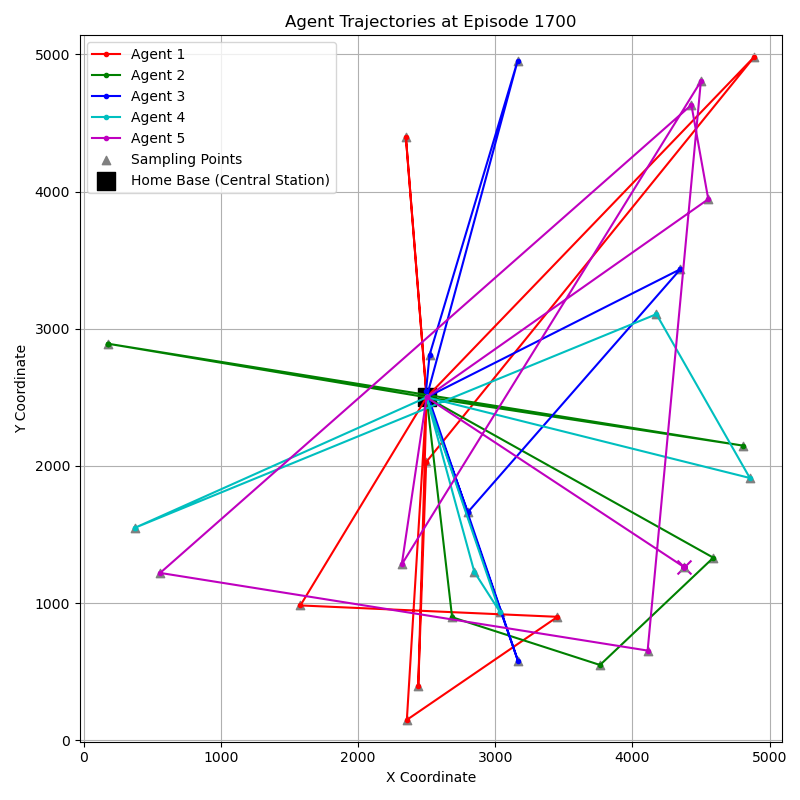 Agent Trajectories at Episode 1700
Agent 1
Agent 2
Agent 3
Agent 4
Agent 5
Sampling Points
Home Base (Central Station)
5000
4000
3000
2000
1000
0
Y Coordinate
0 1000 2000 3000 4000 5000
X Coordinate